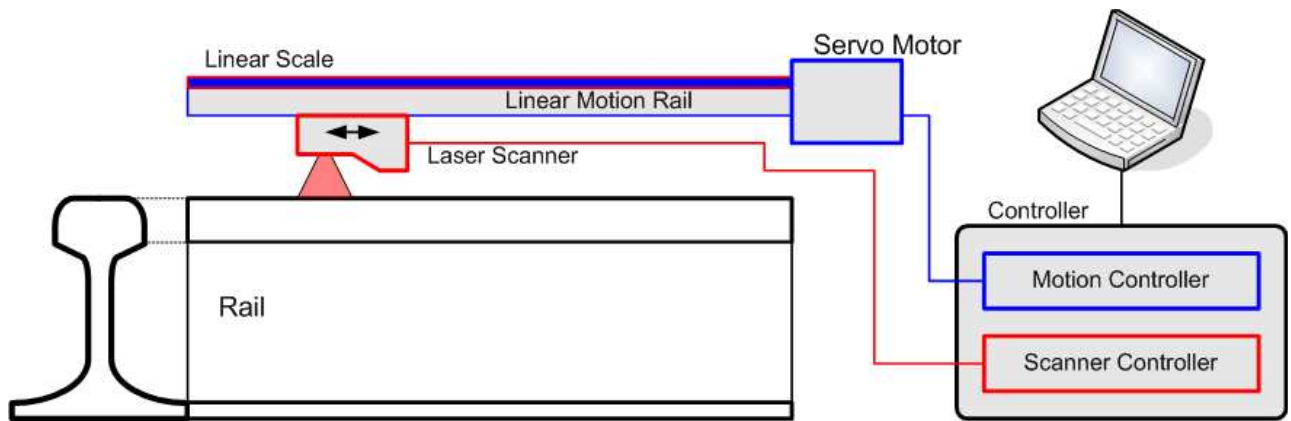 Linear Scale
Servo Motor
Linear Motion Rail
Laser Scanner
Controller
Rail
Motion Controller
Scanner Controller